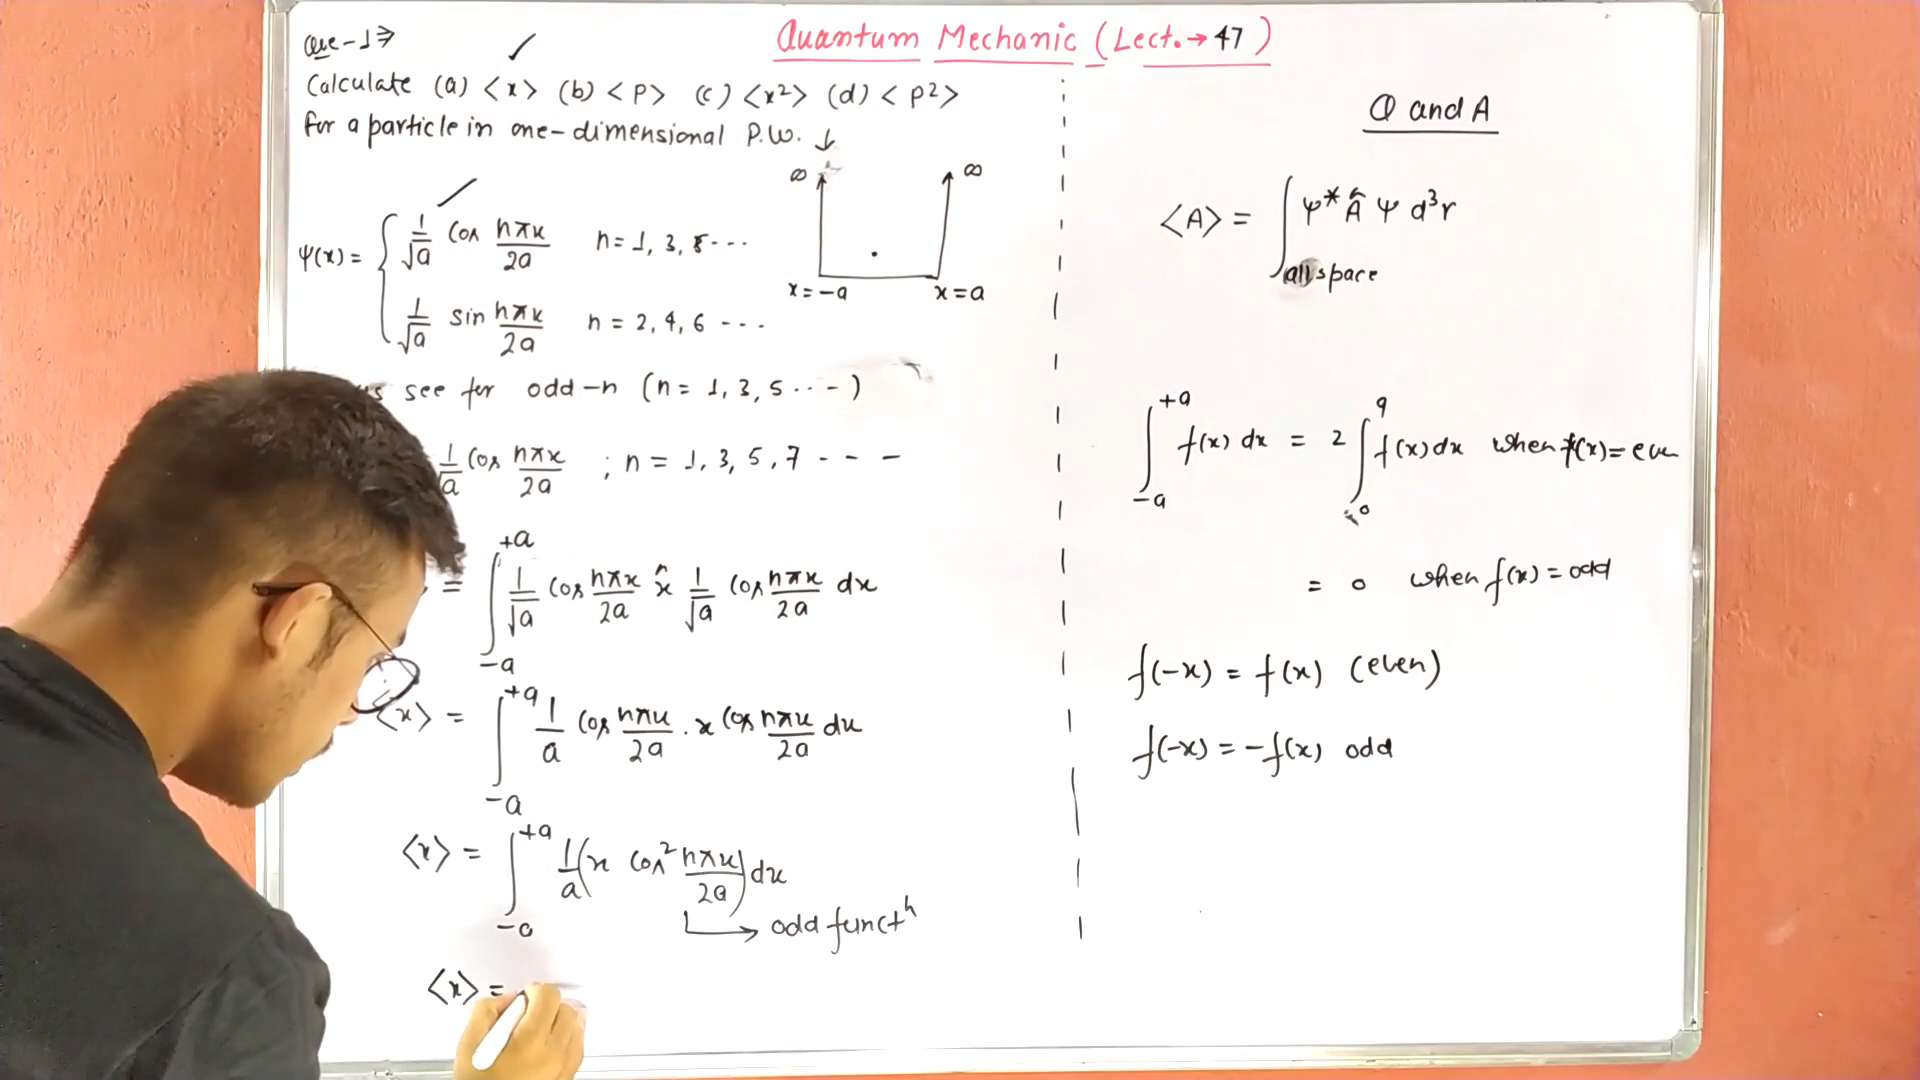 Quantum Mechanic (Lect.→47)
Que-1⇒
Calculate (a) <x> (b) <P> (c) <x²> (d) <P²>
for a particle in one-dimensional P.W. ↓
∞ ∞
x=-a x=a
ψ(x) = { 1/√a cos nπx/2a n=1, 3, 5---
1/√a sin nπx/2a n = 2, 4, 6 ---
see for odd-n (n= 1, 3, 5 ---)
1/√a cos nπx/2a ; n = 1, 3, 5, 7 - - -
= ∫_{-a}^{+a} 1/√a cos nπx/2a x̂ 1/√a cos nπx/2a dx
<x> = ∫_{-a}^{+a} 1/a cos nπx/2a . x cos nπx/2a dx
<x> = ∫_{-a}^{+a} 1/a (x cos² nπx/2a) dx
→ odd functⁿ
<x> =
Q and A
<A> = ∫_{all space} ψ* Â ψ d³r
∫_{-a}^{+a} f(x) dx = 2 ∫_0^a f(x) dx when f(x)= even
= 0 when f(x) = odd
f(-x) = f(x) (even)
f(-x) = -f(x) odd